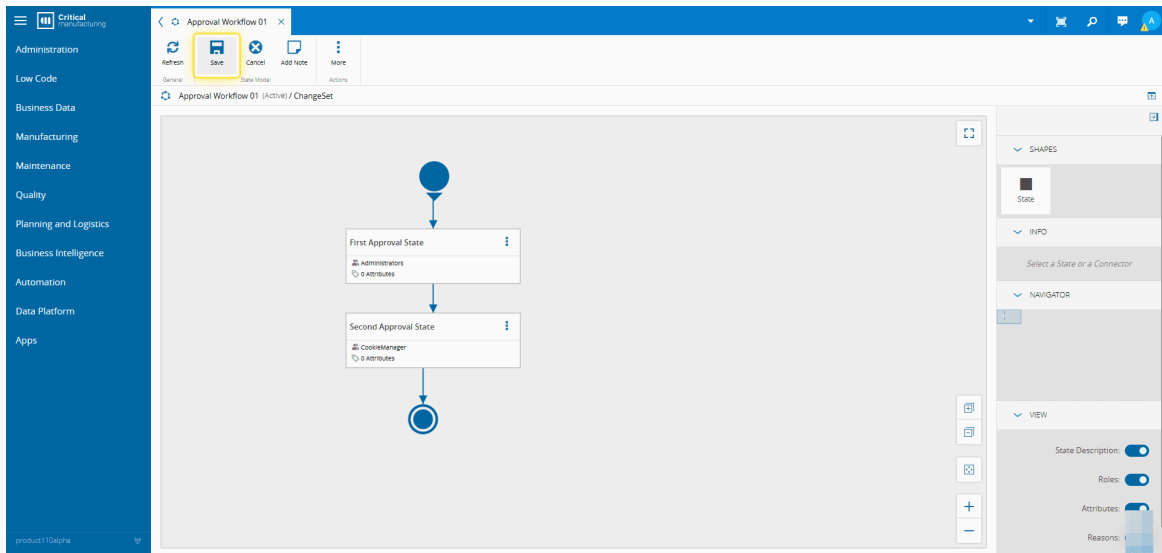 Critical
manufacturing
Approval Workflow 01
A
Administration
Low Code
Business Data
Manufacturing
Maintenance
Quality
Planning and Logistics
Business Intelligence
Automation
Data Platform
Apps
product110alpha
Refresh
Save
Cancel
Add Note
More
General
State Model
Actions
Approval Workflow 01 (Active) / ChangeSet
First Approval State
Administrators
0 Attributes
Second Approval State
CookieManager
0 Attributes
SHAPES
State
INFO
Select a State or a Connector
NAVIGATOR
VIEW
State Description:
Roles:
Attributes:
Reasons: